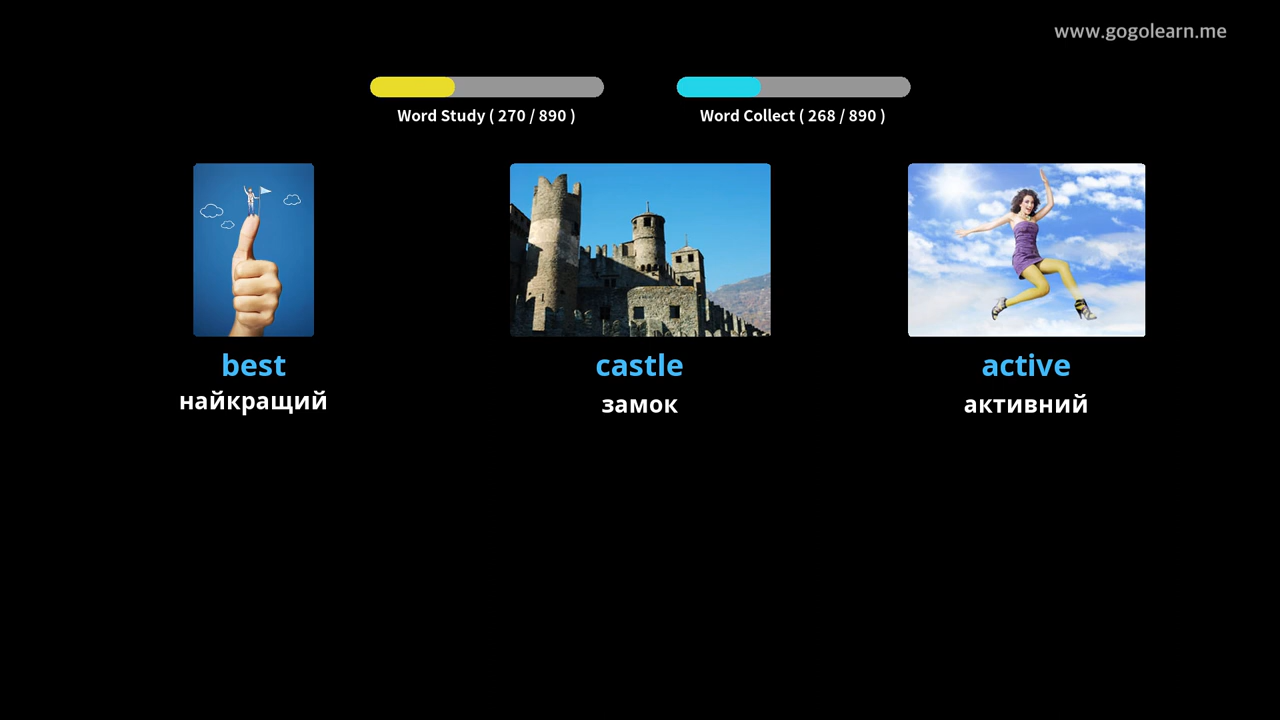 www.gogolearn.me
Word Study ( 270 / 890 )
Word Collect ( 268 / 890 )
best
найкращий
castle
замок
active
активний